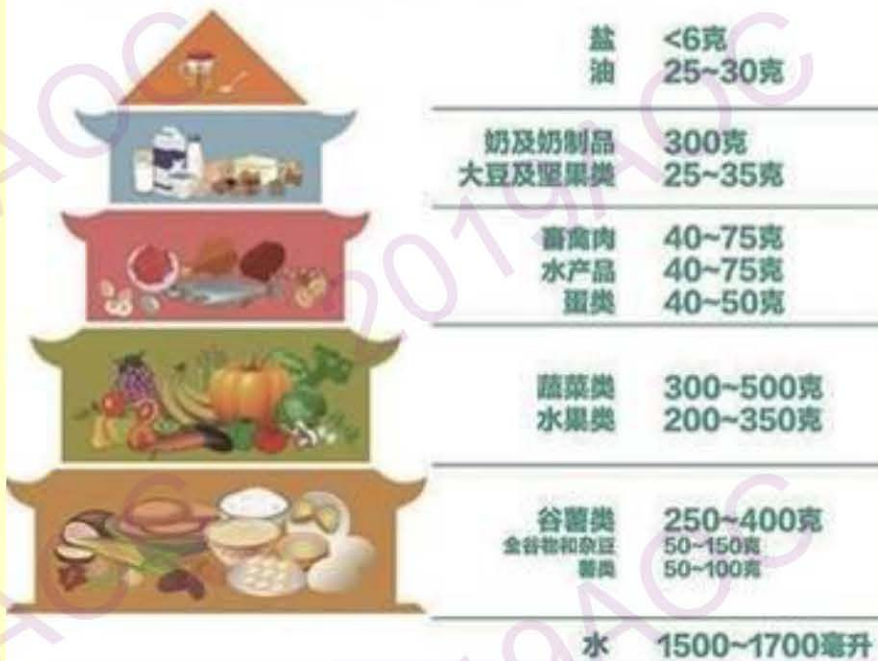 盐 <6克
油 25~30克
奶及奶制品 300克
大豆及坚果类 25~35克
畜禽肉 40~75克
水产品 40~75克
蛋类 40~50克
蔬菜类 300~500克
水果类 200~350克
谷薯类 250~400克
全谷物和杂豆 50~150克
薯类 50~100克
水 1500~1700毫升
2019AOC